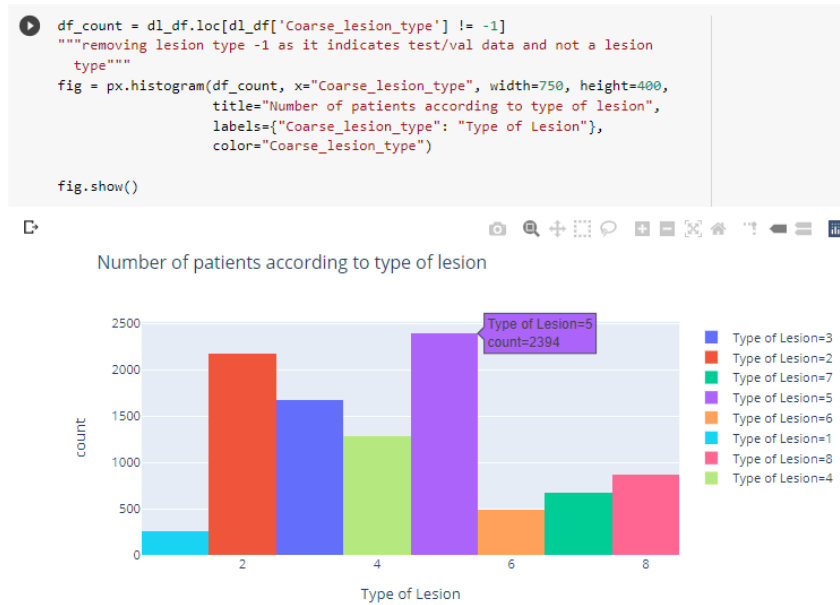 df_count = dl_df.loc[dl_df['Coarse_lesion_type'] != -1]
"""removing lesion type -1 as it indicates test/val data and not a lesion
type"""
fig = px.histogram(df_count, x="Coarse_lesion_type", width=750, height=400,
title="Number of patients according to type of lesion",
labels={"Coarse_lesion_type": "Type of Lesion"},
color="Coarse_lesion_type")
fig.show()
Number of patients according to type of lesion
Type of Lesion=5
count=2394
2500
2000
1500
1000
500
0
count
2
4
6
8
Type of Lesion
Type of Lesion=3
Type of Lesion=2
Type of Lesion=7
Type of Lesion=5
Type of Lesion=6
Type of Lesion=1
Type of Lesion=8
Type of Lesion=4